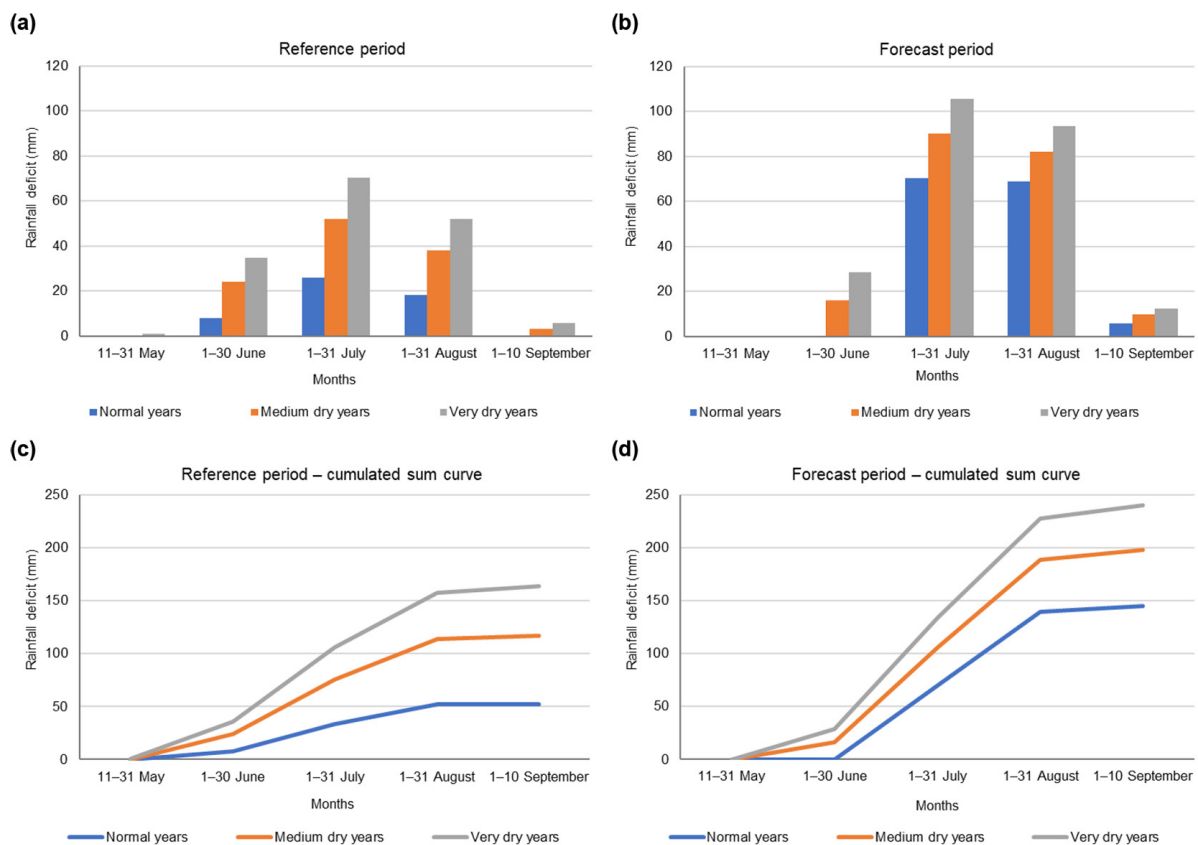 (a)
Reference period
120
100
80
60
40
20
0
Rainfall deficit (mm)
11–31 May 1–30 June 1–31 July 1–31 August 1–10 September
Months
Normal years Medium dry years Very dry years
(b)
Forecast period
120
100
80
60
40
20
0
Rainfall deficit (mm)
11–31 May 1–30 June 1–31 July 1–31 August 1–10 September
Months
Normal years Medium dry years Very dry years
(c)
Reference period – cumulated sum curve
250
200
150
100
50
0
Rainfall deficit (mm)
11–31 May 1–30 June 1–31 July 1–31 August 1–10 September
Months
Normal years Medium dry years Very dry years
(d)
Forecast period – cumulated sum curve
250
200
150
100
50
0
Rainfall deficit (mm)
11–31 May 1–30 June 1–31 July 1–31 August 1–10 September
Months
Normal years Medium dry years Very dry years